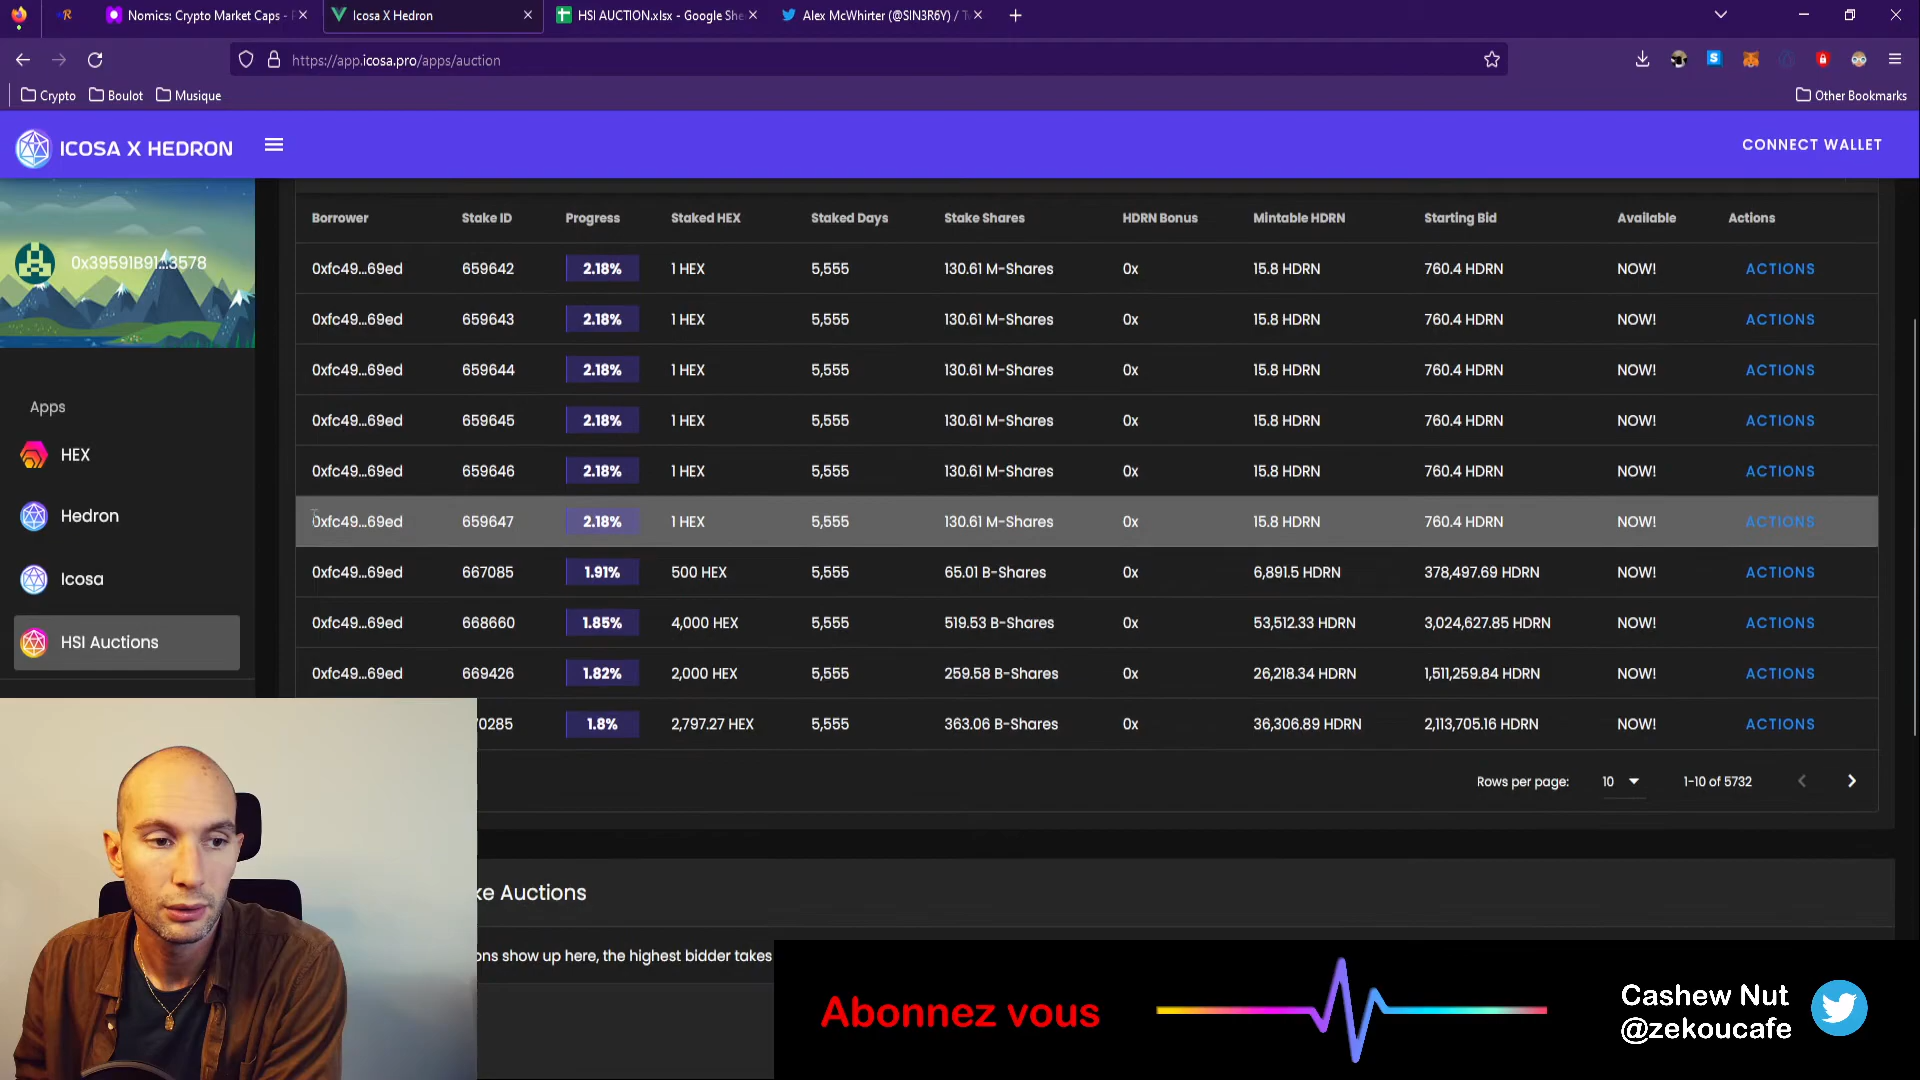 Nomics: Crypto Market Caps - P
Icosa X Hedron
HSI AUCTION.xlsx - Google She
Alex McWhirter (@SIN3R6Y) / T
https://app.icosa.pro/apps/auction
Crypto
Boulot
Musique
Other Bookmarks
ICOSA X HEDRON
CONNECT WALLET
0x39591B91...3578
Apps
HEX
Hedron
Icosa
HSI Auctions
Borrower Stake ID Progress Staked HEX Staked Days Stake Shares HDRN Bonus Mintable HDRN Starting Bid Available Actions
0xfc49...69ed 659642 2.18% 1 HEX 5,555 130.61 M-Shares 0x 15.8 HDRN 760.4 HDRN NOW! ACTIONS
0xfc49...69ed 659643 2.18% 1 HEX 5,555 130.61 M-Shares 0x 15.8 HDRN 760.4 HDRN NOW! ACTIONS
0xfc49...69ed 659644 2.18% 1 HEX 5,555 130.61 M-Shares 0x 15.8 HDRN 760.4 HDRN NOW! ACTIONS
0xfc49...69ed 659645 2.18% 1 HEX 5,555 130.61 M-Shares 0x 15.8 HDRN 760.4 HDRN NOW! ACTIONS
0xfc49...69ed 659646 2.18% 1 HEX 5,555 130.61 M-Shares 0x 15.8 HDRN 760.4 HDRN NOW! ACTIONS
0xfc49...69ed 659647 2.18% 1 HEX 5,555 130.61 M-Shares 0x 15.8 HDRN 760.4 HDRN NOW! ACTIONS
0xfc49...69ed 667085 1.91% 500 HEX 5,555 65.01 B-Shares 0x 6,891.5 HDRN 378,497.69 HDRN NOW! ACTIONS
0xfc49...69ed 668660 1.85% 4,000 HEX 5,555 519.53 B-Shares 0x 53,512.33 HDRN 3,024,627.85 HDRN NOW! ACTIONS
0xfc49...69ed 669426 1.82% 2,000 HEX 5,555 259.58 B-Shares 0x 26,218.34 HDRN 1,511,259.84 HDRN NOW! ACTIONS
70285 1.8% 2,797.27 HEX 5,555 363.06 B-Shares 0x 36,306.89 HDRN 2,113,705.16 HDRN NOW! ACTIONS
Rows per page: 10 1-10 of 5732
ke Auctions
ons show up here, the highest bidder takes
Abonnez vous
Cashew Nut
@zekoucafe